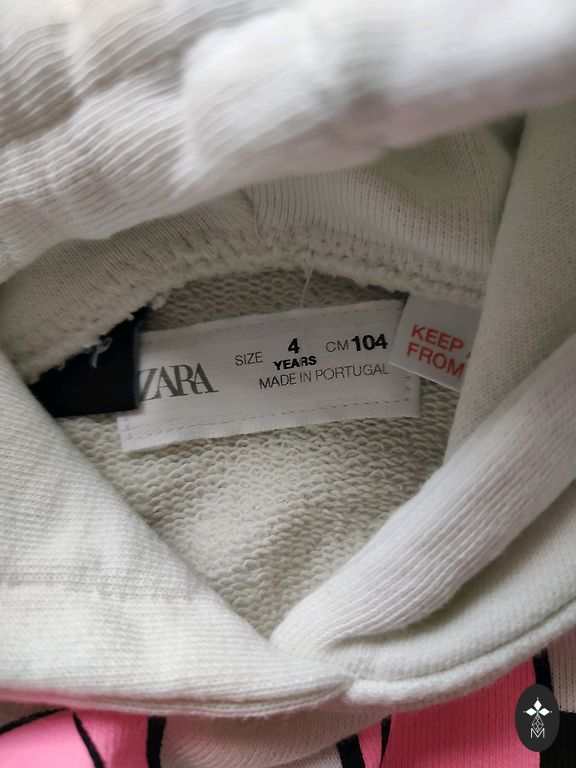 ZARA
SIZE 4 YEARS CM 104
MADE IN PORTUGAL
KEEP
FROM